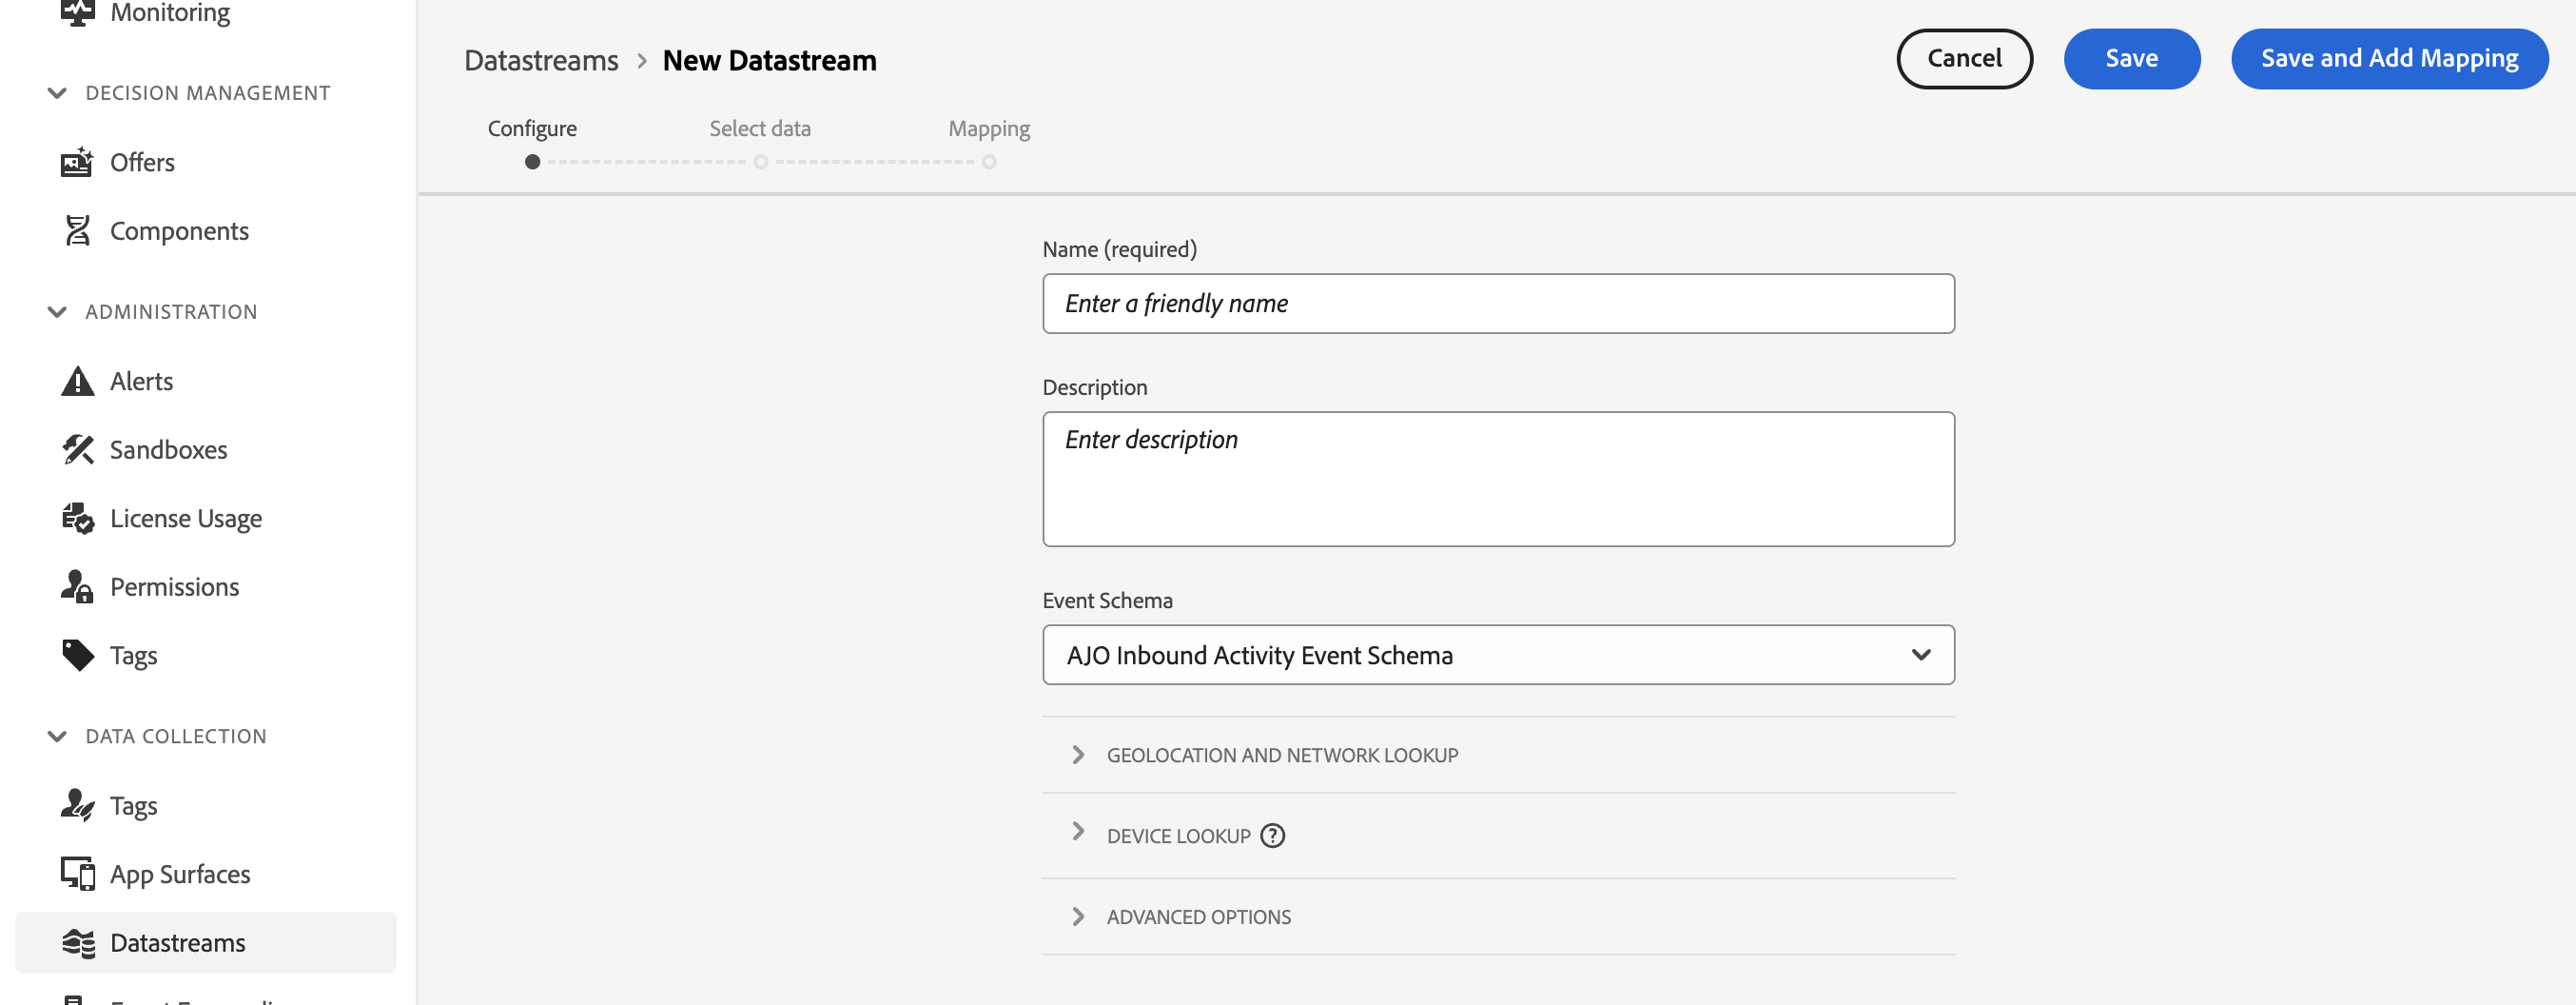 Monitoring
DECISION MANAGEMENT
Offers
Components
ADMINISTRATION
Alerts
Sandboxes
License Usage
Permissions
Tags
DATA COLLECTION
Tags
App Surfaces
Datastreams
Datastreams > New Datastream
Cancel
Save
Save and Add Mapping
Configure
Select data
Mapping
Name (required)
Enter a friendly name
Description
Enter description
Event Schema
AJO Inbound Activity Event Schema
GEOLOCATION AND NETWORK LOOKUP
DEVICE LOOKUP ?
ADVANCED OPTIONS